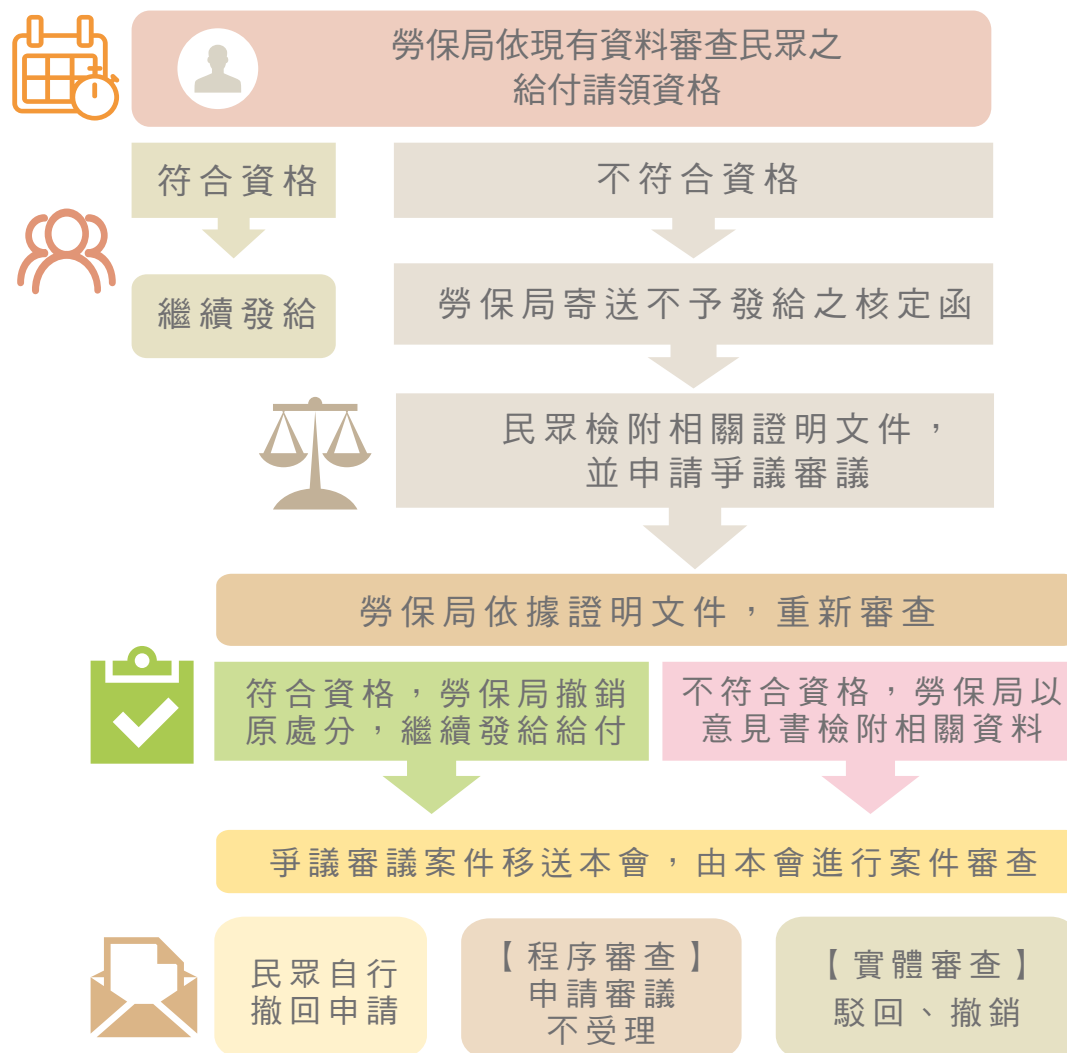 勞保局依現有資料審查民眾之
給付請領資格
符合資格
不符合資格
繼續發給
勞保局寄送不予發給之核定函
民眾檢附相關證明文件，
並申請爭議審議
勞保局依據證明文件，重新審查
符合資格，勞保局撤銷
原處分，繼續發給給付
不符合資格，勞保局以
意見書檢附相關資料
爭議審議案件移送本會，由本會進行案件審查
民眾自行
撤回申請
【程序審查】
申請審議
不受理
【實體審查】
駁回、撤銷